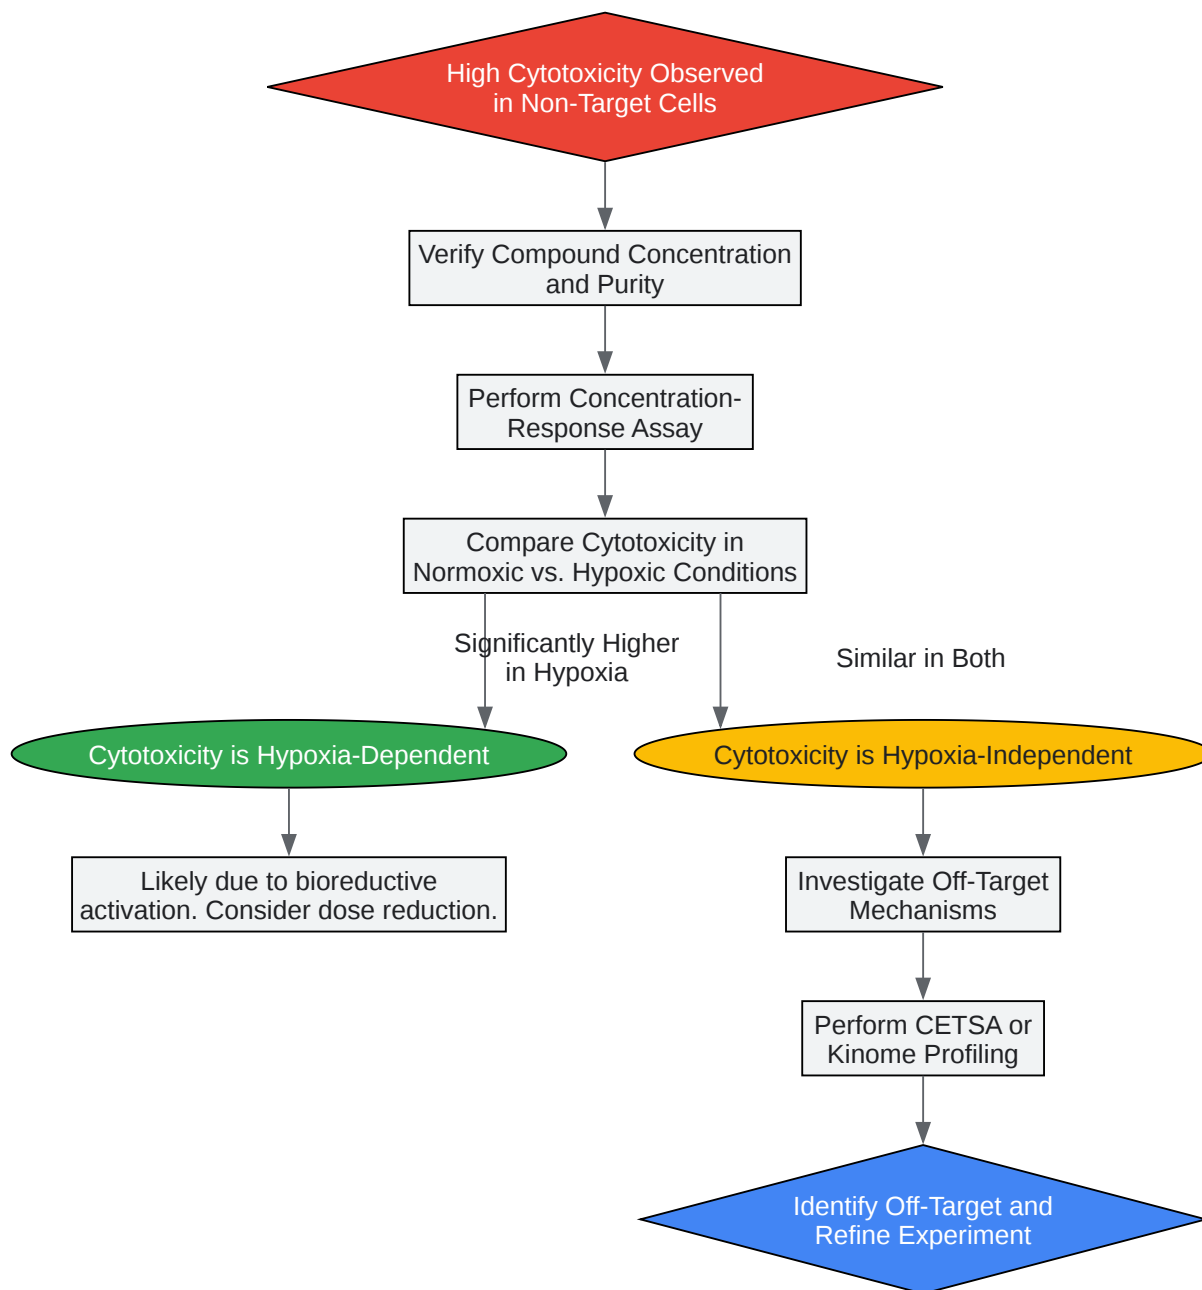 High Cytotoxicity Observed
in Non-Target Cells
Verify Compound Concentration
and Purity
Perform Concentration-
Response Assay
Compare Cytotoxicity in
Normoxic vs. Hypoxic Conditions
Significantly Higher
in Hypoxia
Similar in Both
Cytotoxicity is Hypoxia-Dependent
Cytotoxicity is Hypoxia-Independent
Likely due to bioreductive
activation. Consider dose reduction.
Investigate Off-Target
Mechanisms
Perform CETSA or
Kinome Profiling
Identify Off-Target and
Refine Experiment